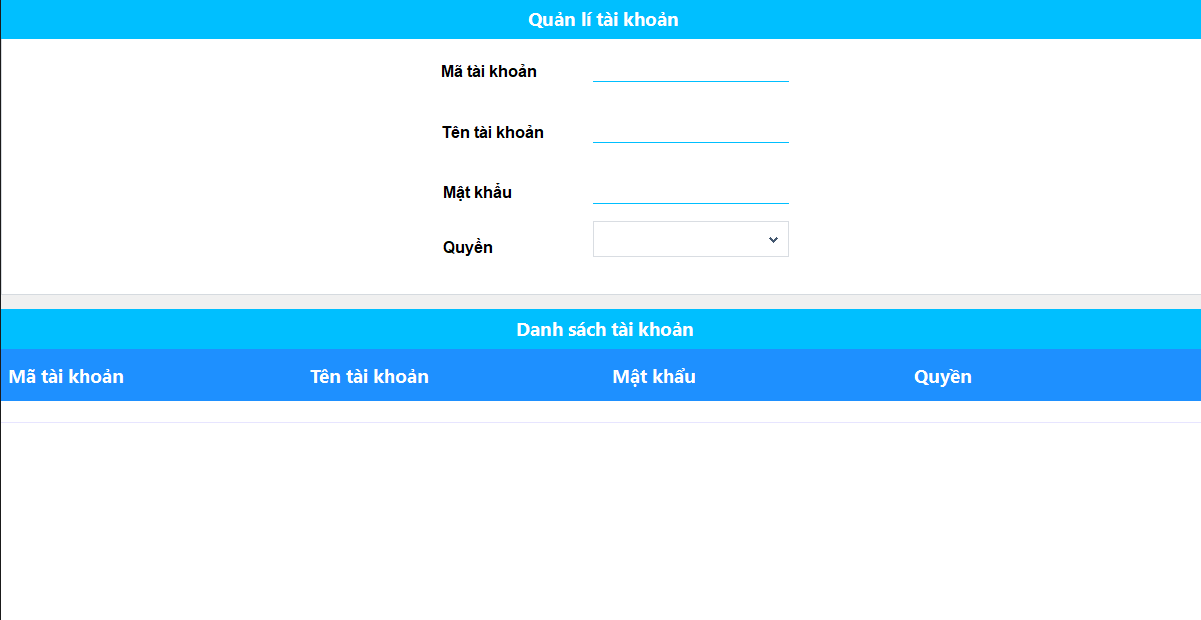 Quản lí tài khoản
Mã tài khoản
Tên tài khoản
Mật khẩu
Quyền
Danh sách tài khoản
Mã tài khoản Tên tài khoản Mật khẩu Quyền